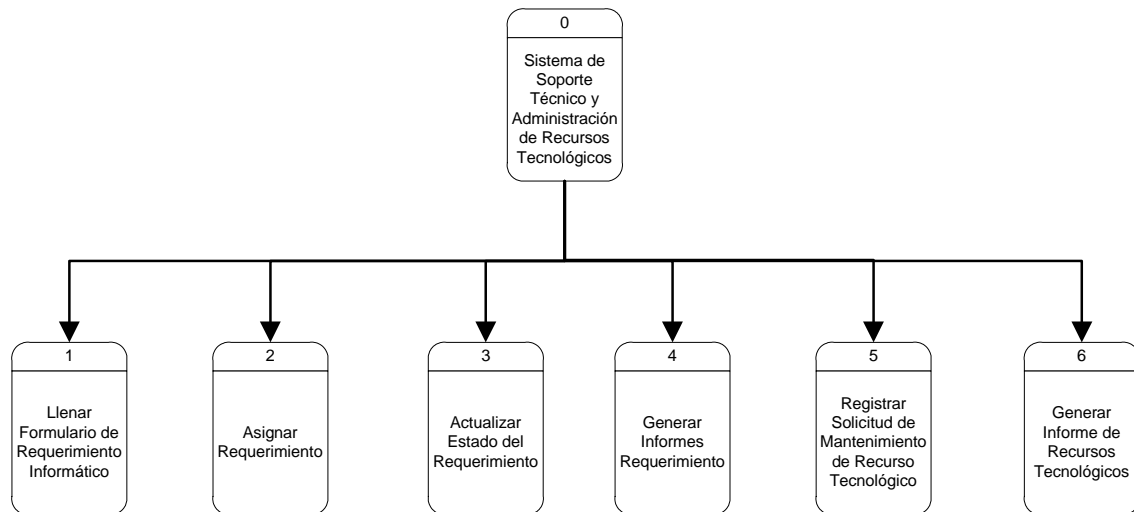 0
Sistema de
Soporte
Técnico y
Administración
de Recursos
Tecnológicos
1
Llenar
Formulario de
Requerimiento
Informático
2
Asignar
Requerimiento
3
Actualizar
Estado del
Requerimiento
4
Generar
Informes
Requerimiento
5
Registrar
Solicitud de
Mantenimiento
de Recurso
Tecnológico
6
Generar
Informe de
Recursos
Tecnológicos